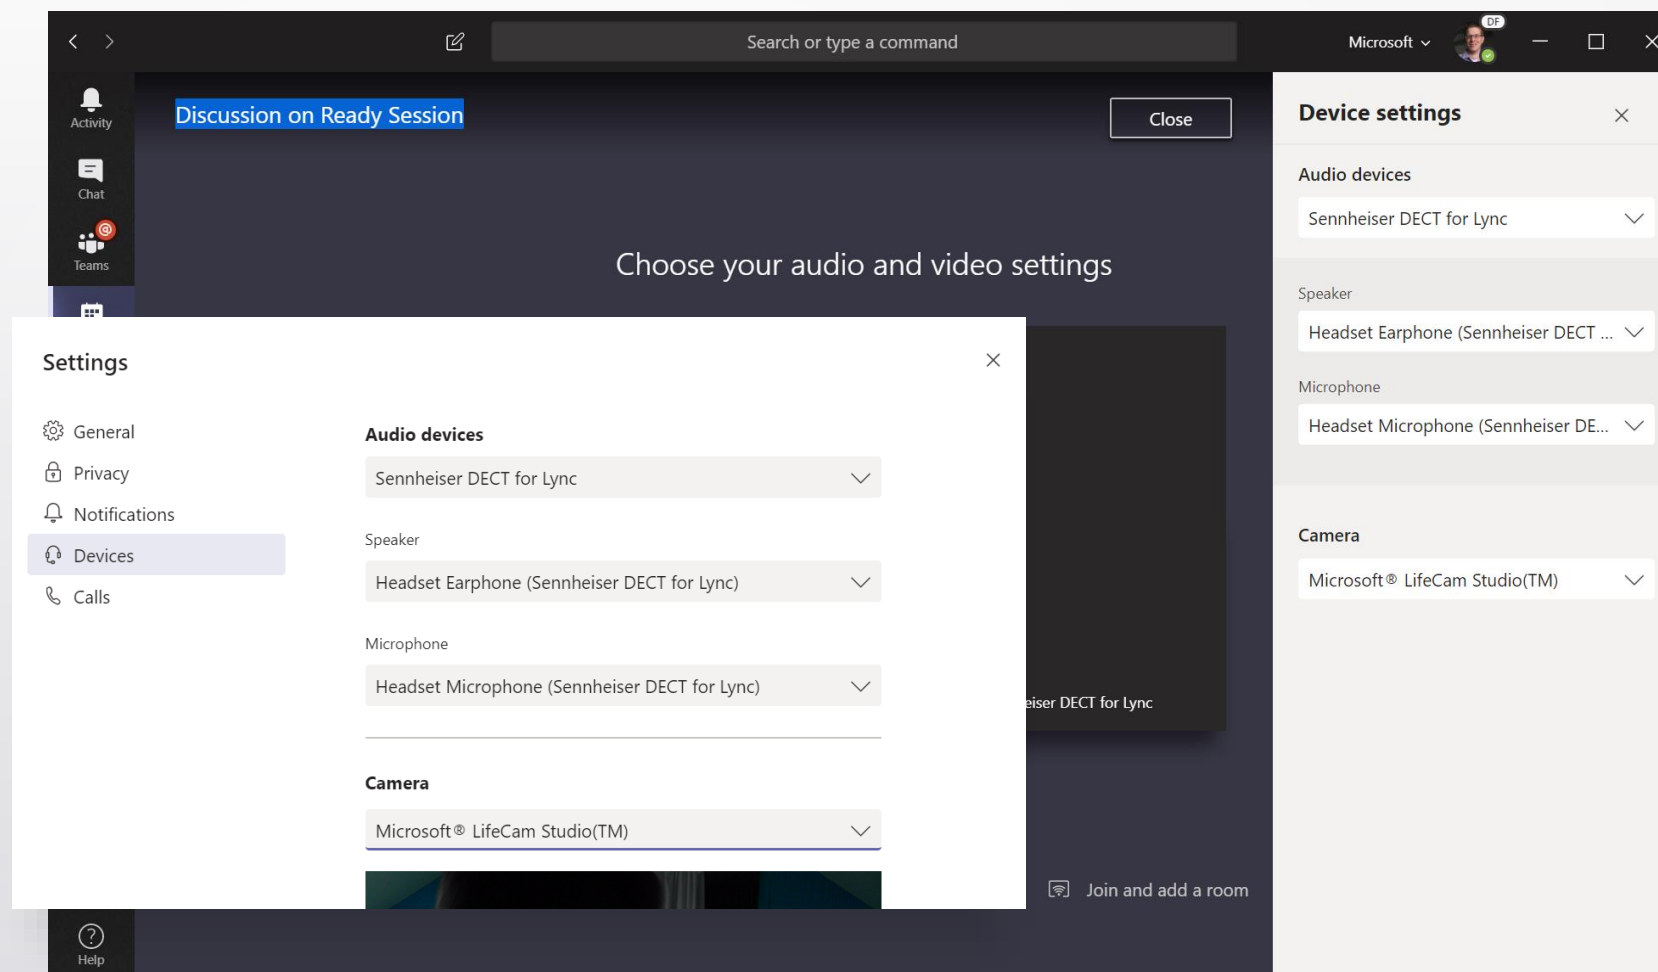 Search or type a command
Microsoft
DF
Activity
Chat
@
Teams
Help
Discussion on Ready Session
Close
Choose your audio and video settings
eiser DECT for Lync
Join and add a room
Settings
General
Privacy
Notifications
Devices
Calls
Audio devices
Sennheiser DECT for Lync
Speaker
Headset Earphone (Sennheiser DECT for Lync)
Microphone
Headset Microphone (Sennheiser DECT for Lync)
Camera
Microsoft® LifeCam Studio(TM)
Device settings
Audio devices
Sennheiser DECT for Lync
Speaker
Headset Earphone (Sennheiser DECT ...
Microphone
Headset Microphone (Sennheiser DE...
Camera
Microsoft® LifeCam Studio(TM)